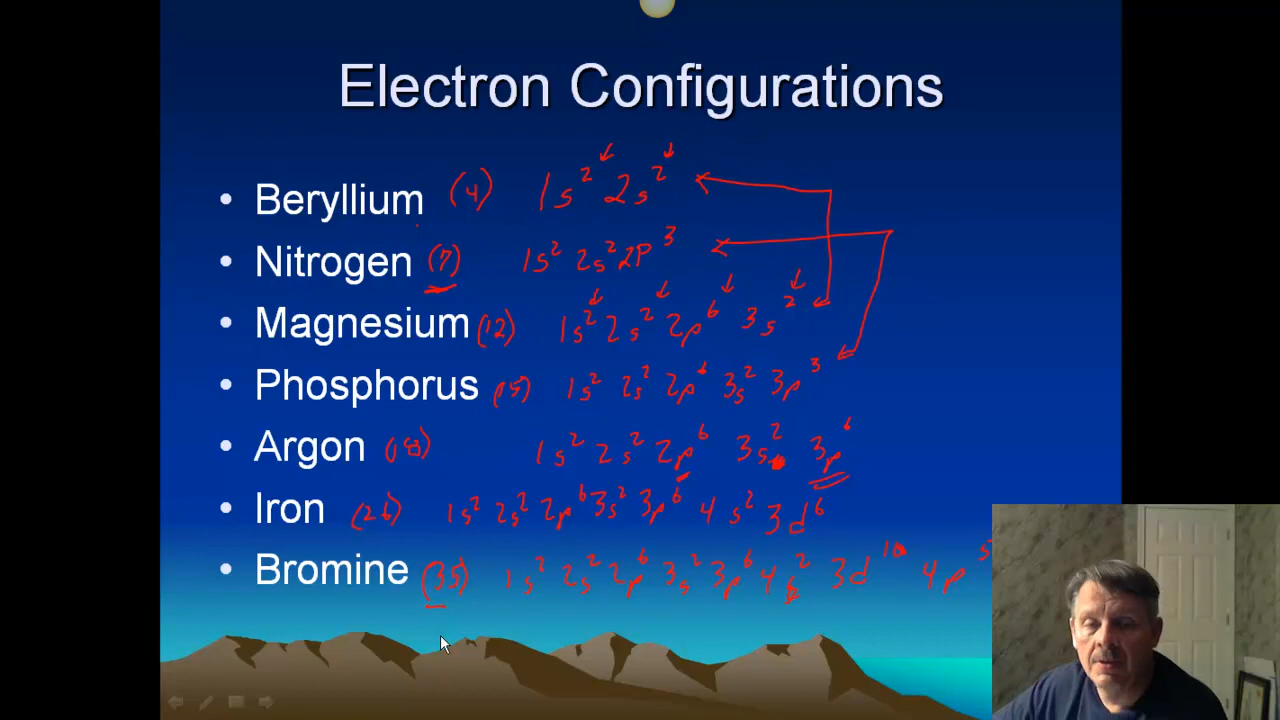 Electron Configurations
• Beryllium (4) 1s² 2s²
• Nitrogen (7) 1s² 2s² 2p³
• Magnesium (12) 1s² 2s² 2p⁶ 3s²
• Phosphorus (15) 1s² 2s² 2p⁶ 3s² 3p³
• Argon (18) 1s² 2s² 2p⁶ 3s² 3p⁶
• Iron (26) 1s² 2s² 2p⁶ 3s² 3p⁶ 4s² 3d⁶
• Bromine (35) 1s² 2s² 2p⁶ 3s² 3p⁶ 4s² 3d¹⁰ 4p⁵